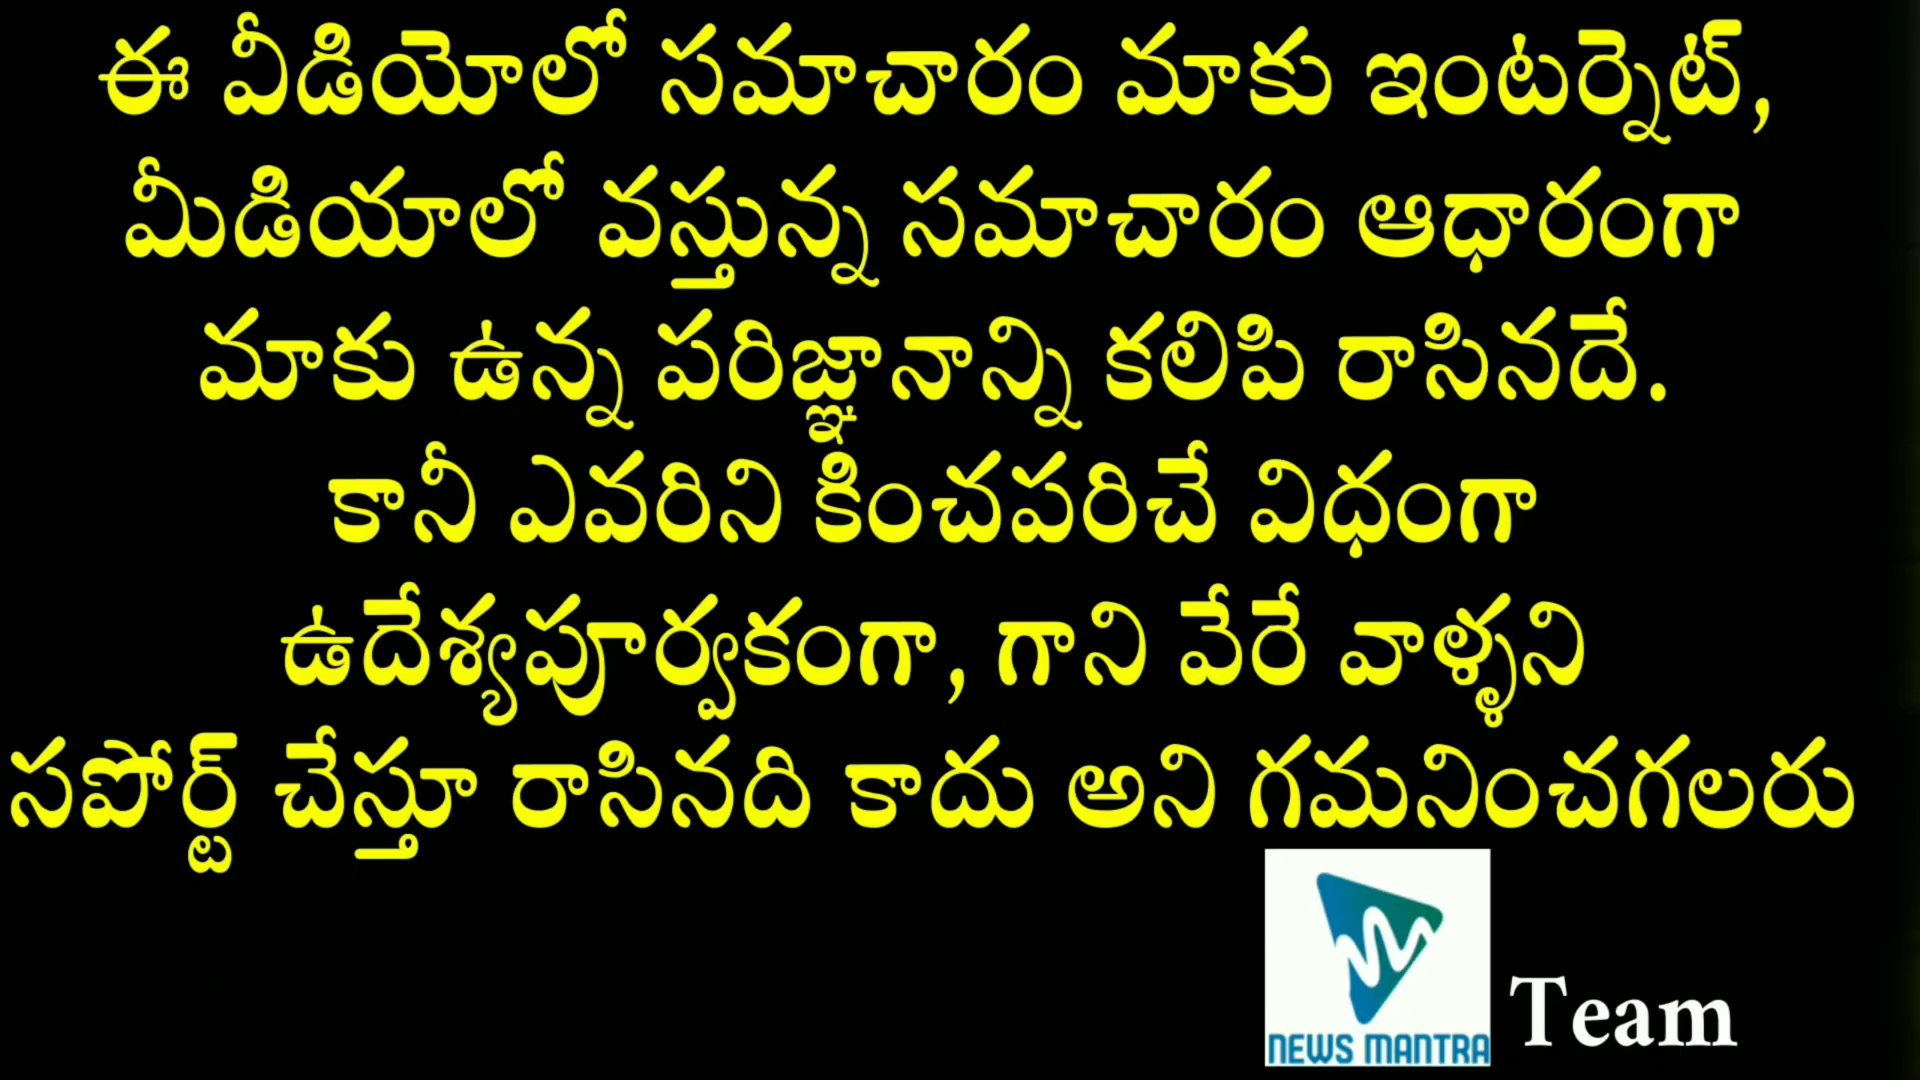 ఈ వీడియోలో సమాచారం మాకు ఇంటర్నెట్,
మీడియాలో వస్తున్న సమాచారం ఆధారంగా
మాకు ఉన్న పరిజ్ఞానాన్ని కలిపి రాసినదే.
కానీ ఎవరిని కించపరిచే విధంగా
ఉదేశ్యపూర్వకంగా, గాని వేరే వాళ్ళని
సపోర్ట్ చేస్తూ రాసినది కాదు అని గమనించగలరు
NEWS MANTRA Team